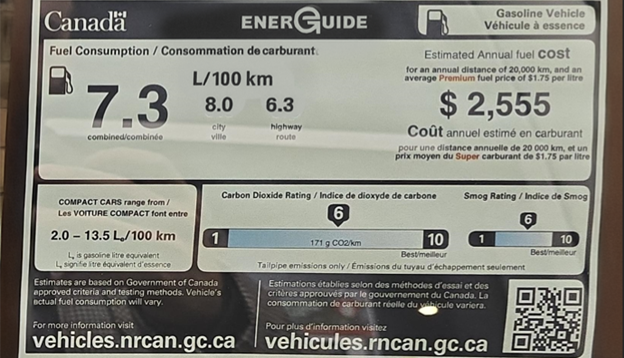 Canada
ENERGUIDE
Gasoline Vehicle
Véhicule à essence
Fuel Consumption / Consommation de carburant
7.3
combined/combinée
L/100 km
8.0 6.3
city highway
ville route
Estimated Annual fuel COST
for an annual distance of 20,000 km, and an
average Premium fuel price of $1.75 per litre
$ 2,555
Coût annuel estimé en carburant
pour une distance annuelle de 20 000 km, et un
prix moyen du Super carburant de $1.75 par litre
COMPACT CARS range from /
Les VOITURE COMPACT font entre
2.0 – 13.5 Lₑ/100 km
Lₑ is gasoline litre equivalent
Lₑ signifie litre équivalent d'essence
Carbon Dioxide Rating / Indice de dioxyde de carbone
6
1 171 g CO2/km 10
Best/meilleur
Smog Rating / Indice de Smog
6
1 10
Best/meilleur
Tailpipe emissions only / Émissions du tuyau d'échappement seulement
Estimates are based on Government of Canada
approved criteria and testing methods. Vehicle's
actual fuel consumption will vary.
For more information visit
vehicles.nrcan.gc.ca
Estimations établies selon des méthodes d'essai et des
critères approuvés par le gouvernement du Canada. La
consommation de carburant réelle du véhicule variera.
Pour plus d'information visitez
vehicules.rncan.gc.ca